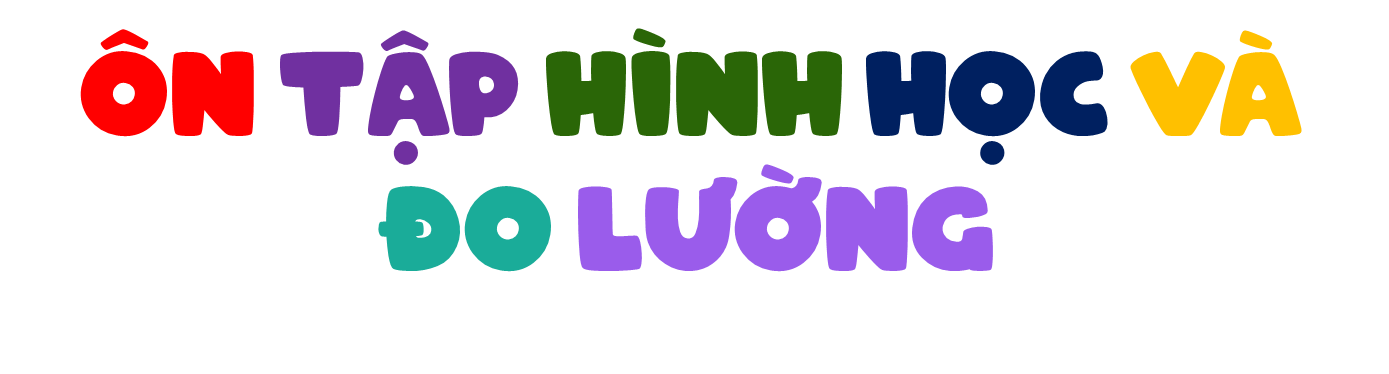 ÔN TẬP HÌNH HỌC VÀ
ĐO LƯỜNG